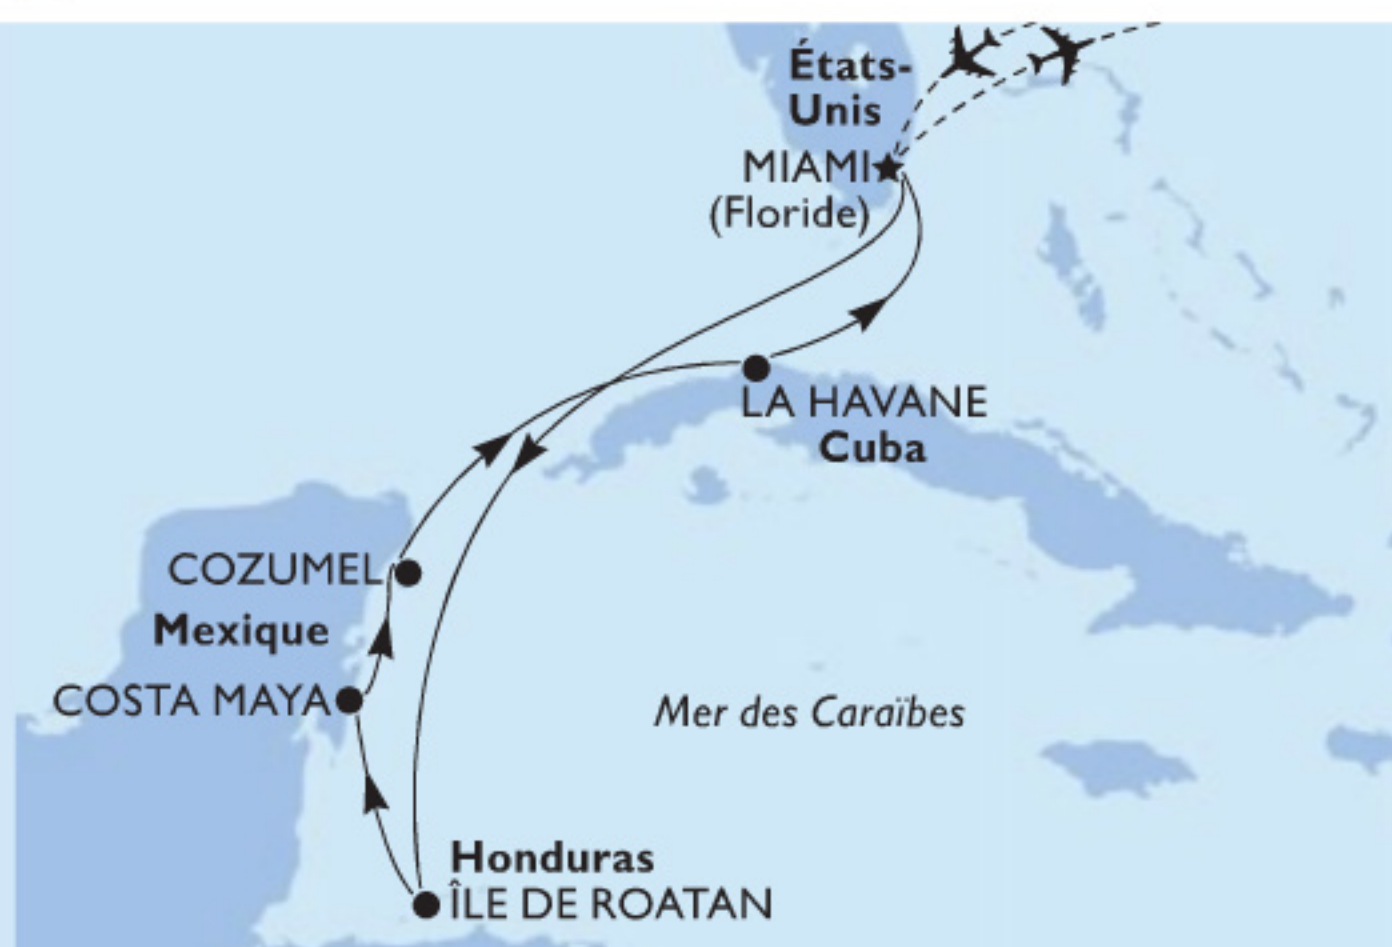 États-
Unis
MIAMI
(Floride)
LA HAVANE
Cuba
COZUMEL
Mexique
COSTA MAYA
Mer des Caraïbes
Honduras
ÎLE DE ROATAN